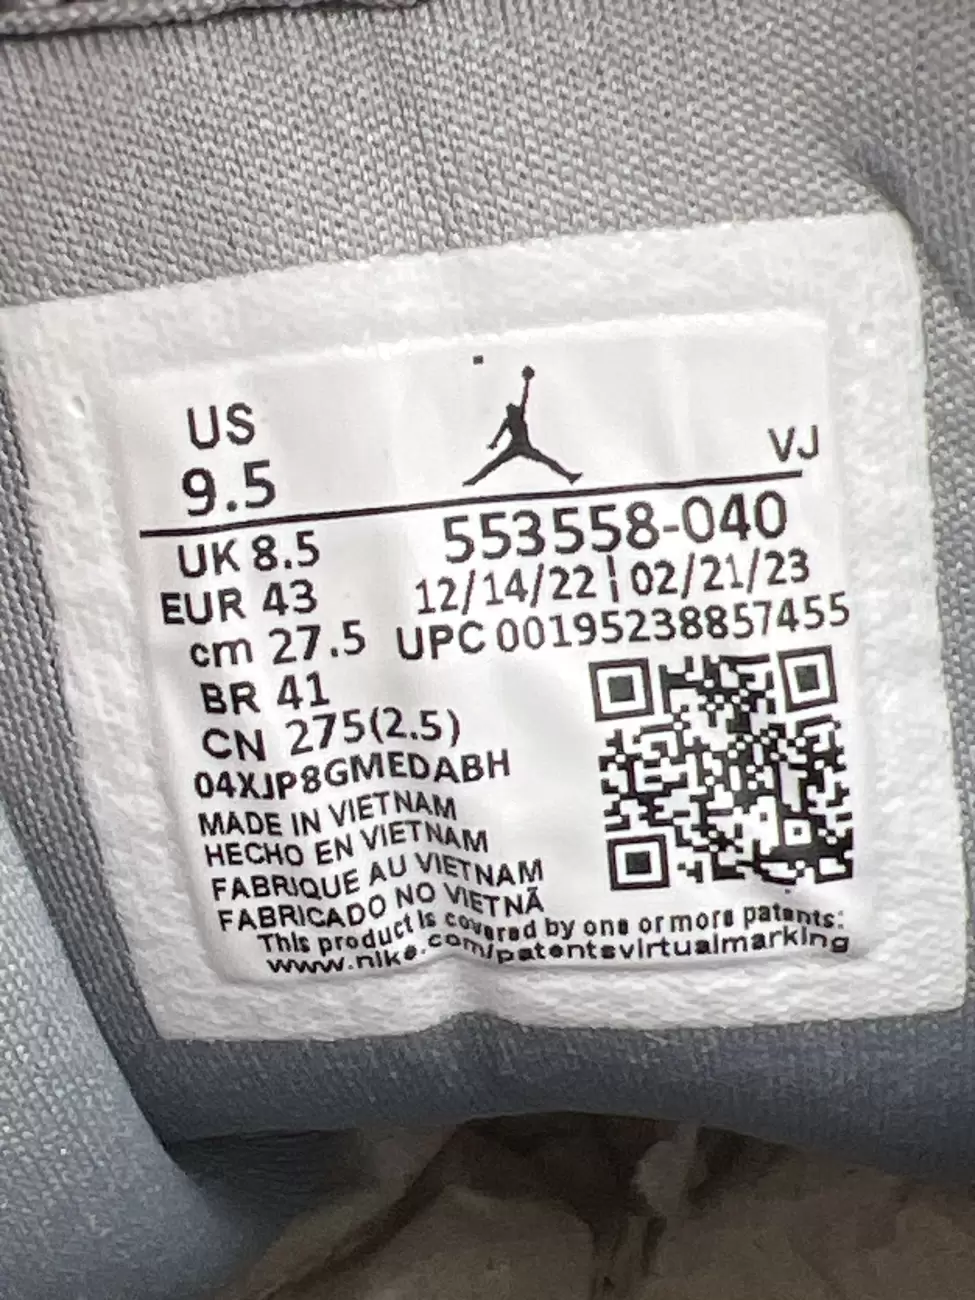 US
9.5
VJ
UK 8.5
553558-040
EUR 43
12/14/22 | 02/21/23
cm 27.5
UPC 00195238857455
BR 41
CN 275(2.5)
04XJP8GMEDABH
MADE IN VIETNAM
HECHO EN VIETNAM
FABRIQUE AU VIETNAM
FABRICADO NO VIETNÃ
This product is covered by one or more patents:
www.nike.com/patentsvirtualmarking